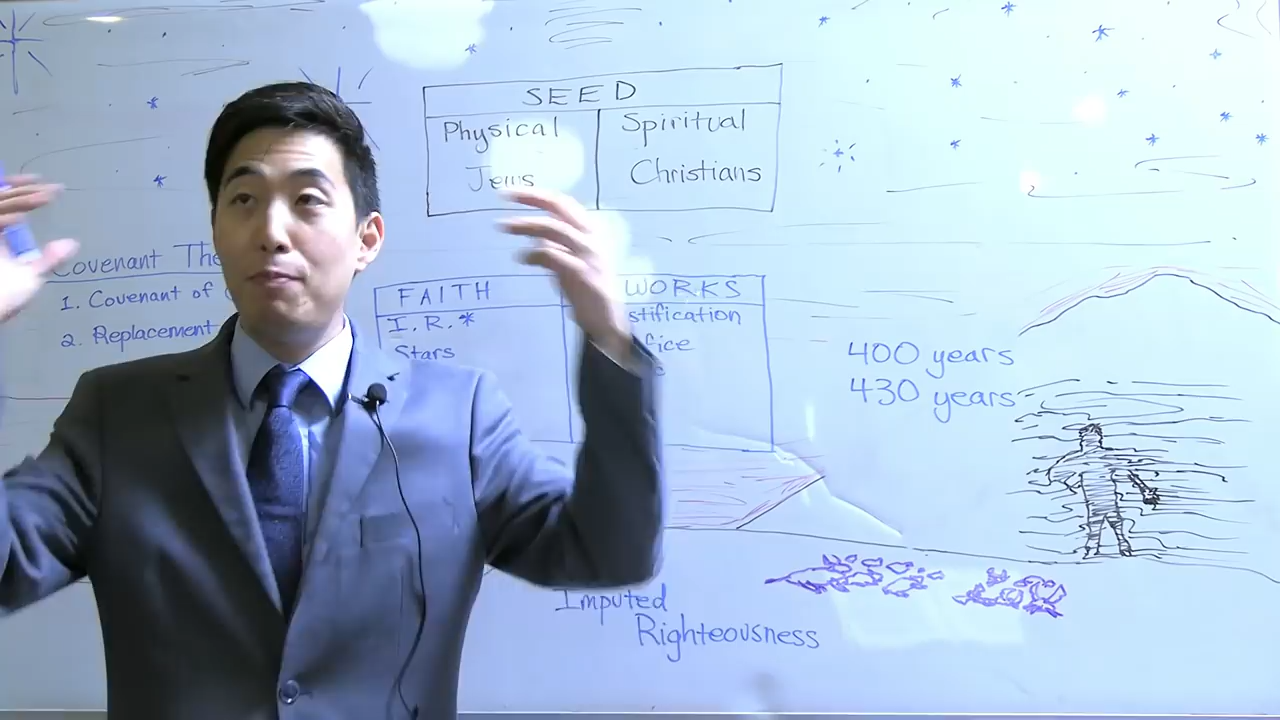 SEED
Physical Spiritual
Jews Christians
Covenant
1. Covenant of
2. Replacement
FAITH WORKS
I. R. * stification
Stars fice
400 years
430 years
Imputed
Righteousness